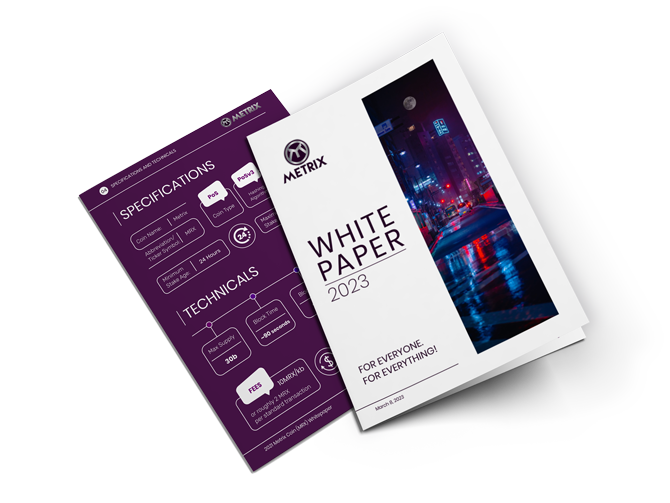 METRIX
SPECIFICATIONS AND TECHNICALS
SPECIFICATIONS
Coin Name
Metrix
PoS
Coin Type
PoSv3
Abbreviation/
Ticker Symbol
MRX
24
Minimum
Stake Age
24 Hours
TECHNICALS
Max Supply
30b
Block Time
~90 seconds
FEES
10MRX/kb
or roughly 2 MRX
per standard transaction
2021 Metrix Coin (MRX) Whitepaper
METRIX
WHITE
PAPER
2023
FOR EVERYONE.
FOR EVERYTHING!
March 8, 2023